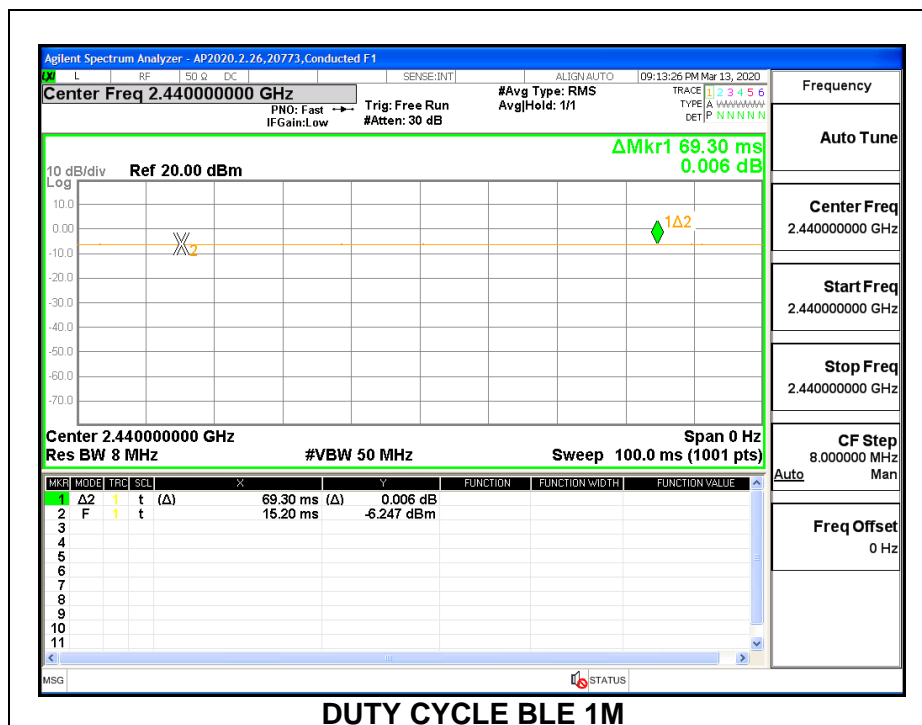 Agilent Spectrum Analyzer - AP2020.2.26,20773,Conducted F1
LXI L RF 50 Ω DC SENSE:INT ALIGNAUTO 09:13:26 PM Mar 13, 2020
Center Freq 2.440000000 GHz
PNO: Fast
IFGain:Low
Trig: Free Run
#Atten: 30 dB
#Avg Type: RMS
Avg|Hold: 1/1
TRACE 1 2 3 4 5 6
TYPE A WWWWWW
DET P N N N N N
ΔMkr1 69.30 ms
0.006 dB
10 dB/div Ref 20.00 dBm
Log
10.0
0.00
-10.0
-20.0
-30.0
-40.0
-50.0
-60.0
-70.0
2
1Δ2
Center 2.440000000 GHz Span 0 Hz
Res BW 8 MHz #VBW 50 MHz Sweep 100.0 ms (1001 pts)
MKR MODE TRC SCL X Y FUNCTION FUNCTION WIDTH FUNCTION VALUE
1 Δ2 1 t (Δ) 69.30 ms (Δ) 0.006 dB
2 F 1 t 15.20 ms -6.247 dBm
3
4
5
6
7
8
9
10
11
MSG STATUS
Frequency
Auto Tune
Center Freq
2.440000000 GHz
Start Freq
2.440000000 GHz
Stop Freq
2.440000000 GHz
CF Step
8.000000 MHz
Auto Man
Freq Offset
0 Hz
DUTY CYCLE BLE 1M